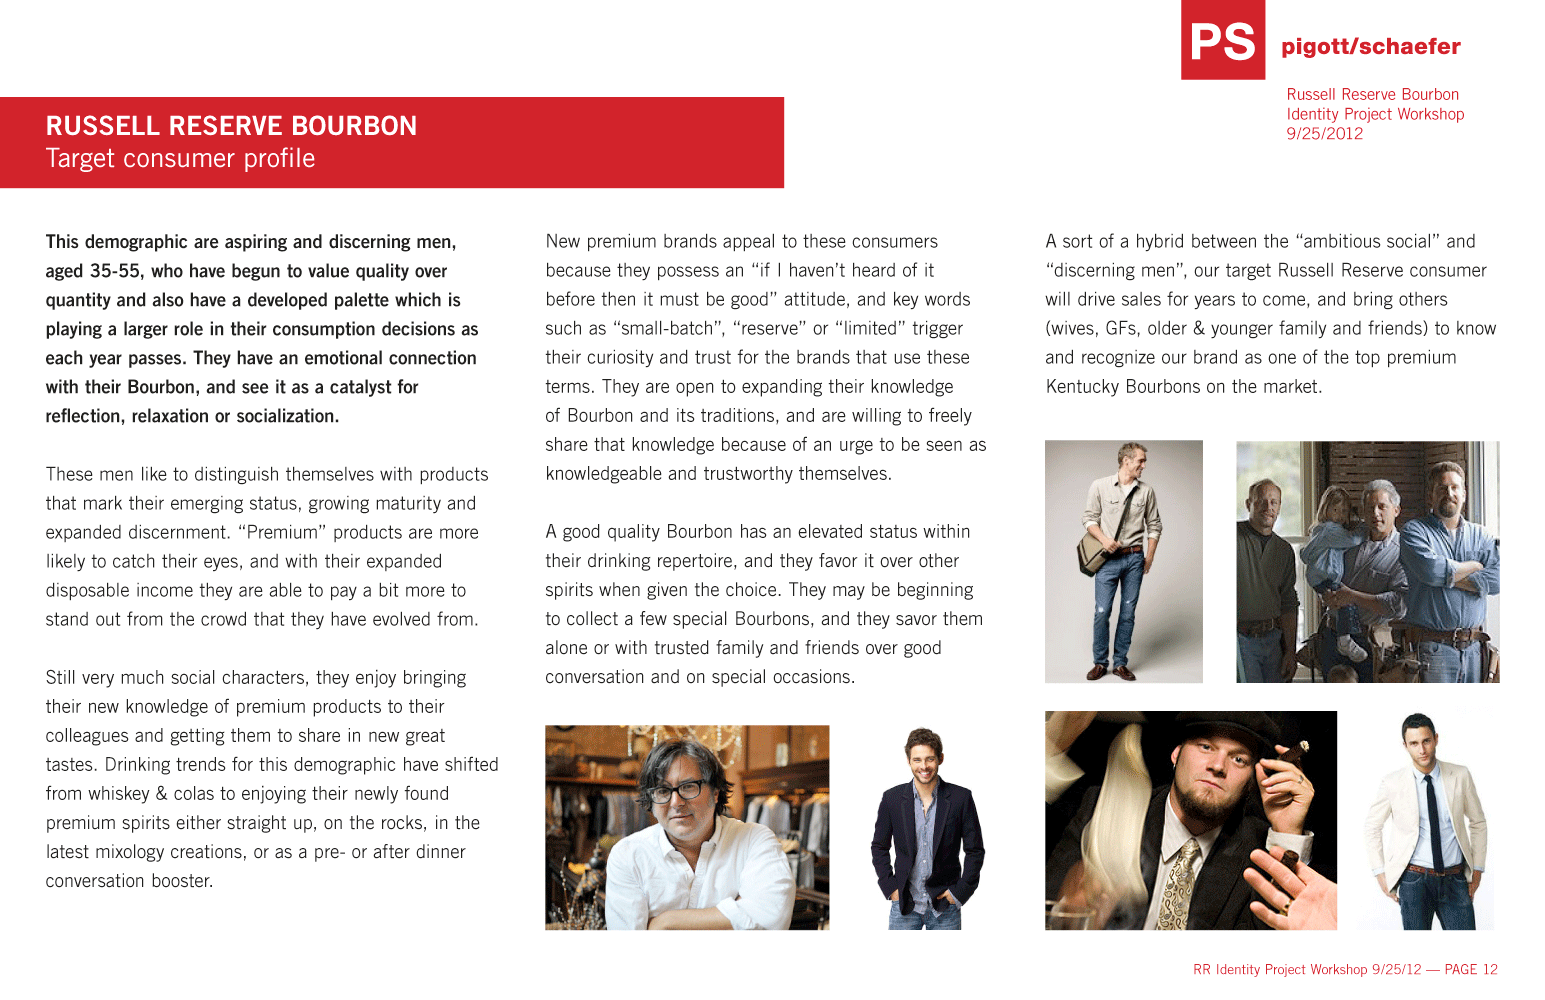 PS
pigott/schaefer
Russell Reserve Bourbon
Identity Project Workshop
9/25/2012
RUSSELL RESERVE BOURBON
Target consumer profile
This demographic are aspiring and discerning men,
aged 35-55, who have begun to value quality over
quantity and also have a developed palette which is
playing a larger role in their consumption decisions as
each year passes. They have an emotional connection
with their Bourbon, and see it as a catalyst for
reflection, relaxation or socialization.
These men like to distinguish themselves with products
that mark their emerging status, growing maturity and
expanded discernment. “Premium” products are more
likely to catch their eyes, and with their expanded
disposable income they are able to pay a bit more to
stand out from the crowd that they have evolved from.
Still very much social characters, they enjoy bringing
their new knowledge of premium products to their
colleagues and getting them to share in new great
tastes. Drinking trends for this demographic have shifted
from whiskey & colas to enjoying their newly found
premium spirits either straight up, on the rocks, in the
latest mixology creations, or as a pre- or after dinner
conversation booster.
New premium brands appeal to these consumers
because they possess an “if I haven’t heard of it
before then it must be good” attitude, and key words
such as “small-batch”, “reserve” or “limited” trigger
their curiosity and trust for the brands that use these
terms. They are open to expanding their knowledge
of Bourbon and its traditions, and are willing to freely
share that knowledge because of an urge to be seen as
knowledgeable and trustworthy themselves.
A good quality Bourbon has an elevated status within
their drinking repertoire, and they favor it over other
spirits when given the choice. They may be beginning
to collect a few special Bourbons, and they savor them
alone or with trusted family and friends over good
conversation and on special occasions.
A sort of a hybrid between the “ambitious social” and
“discerning men”, our target Russell Reserve consumer
will drive sales for years to come, and bring others
(wives, GFs, older & younger family and friends) to know
and recognize our brand as one of the top premium
Kentucky Bourbons on the market.
RR Identity Project Workshop 9/25/12 — PAGE 12